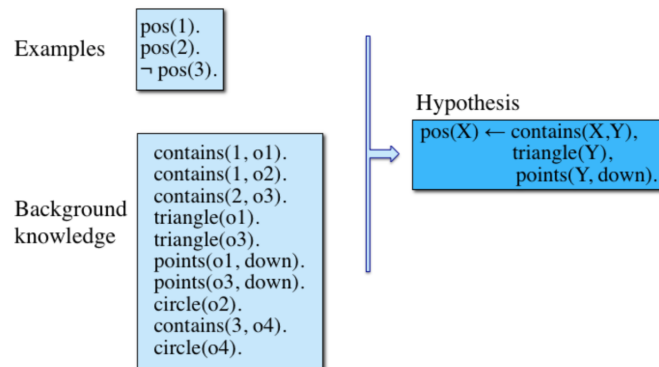 Examples
pos(1).
pos(2).
¬ pos(3).
Background
knowledge
contains(1, o1).
contains(1, o2).
contains(2, o3).
triangle(o1).
triangle(o3).
points(o1, down).
points(o3, down).
circle(o2).
contains(3, o4).
circle(o4).
Hypothesis
pos(X) ← contains(X,Y),
triangle(Y),
points(Y, down).